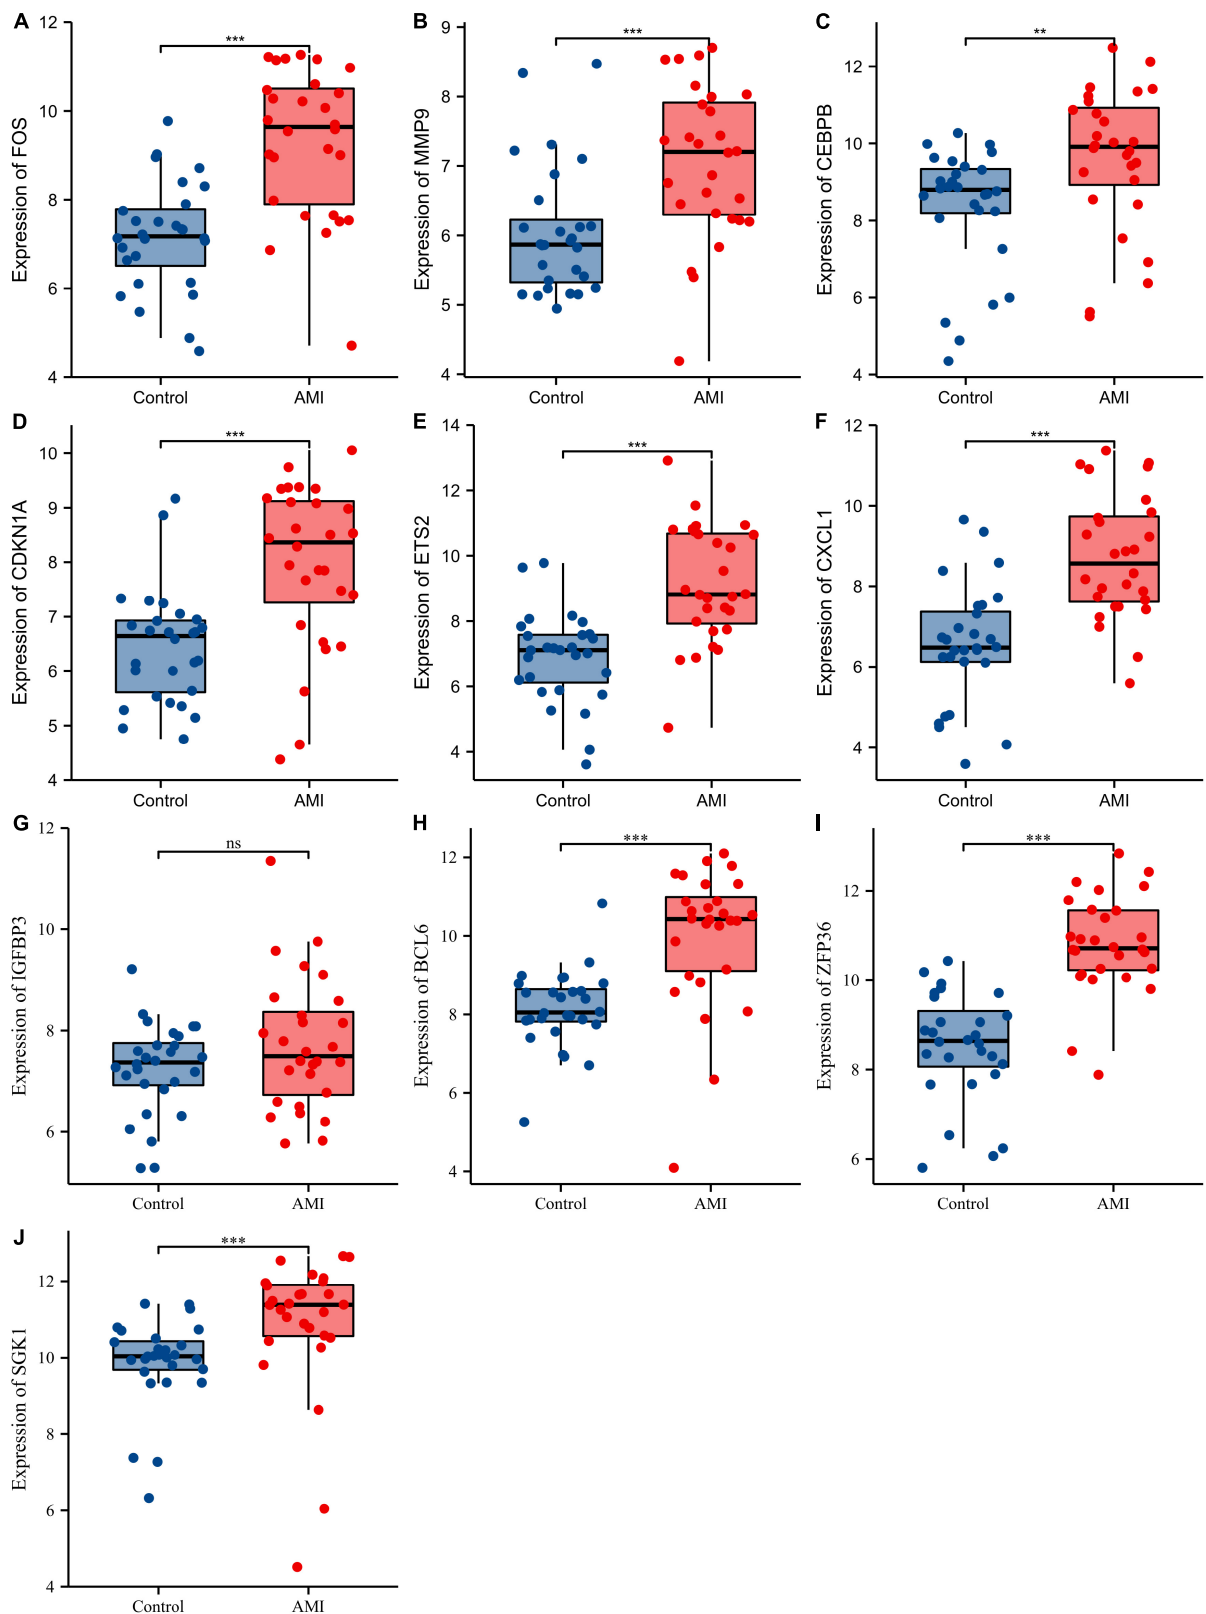 A
Expression of FOS
12
10
8
6
4
***
Control AMI
B
Expression of MMP9
9
8
7
6
5
4
***
Control AMI
C
Expression of CEBPB
12
10
8
6
4
**
Control AMI
D
Expression of CDKN1A
10
9
8
7
6
5
4
***
Control AMI
E
Expression of ETS2
14
12
10
8
6
4
***
Control AMI
F
Expression of CXCL1
12
10
8
6
4
***
Control AMI
G
Expression of IGFBP3
12
10
8
6
ns
Control AMI
H
Expression of BCL6
12
10
8
6
4
***
Control AMI
I
Expression of ZFP36
12
10
8
6
***
Control AMI
J
Expression of SGK1
12
10
8
6
4
***
Control AMI